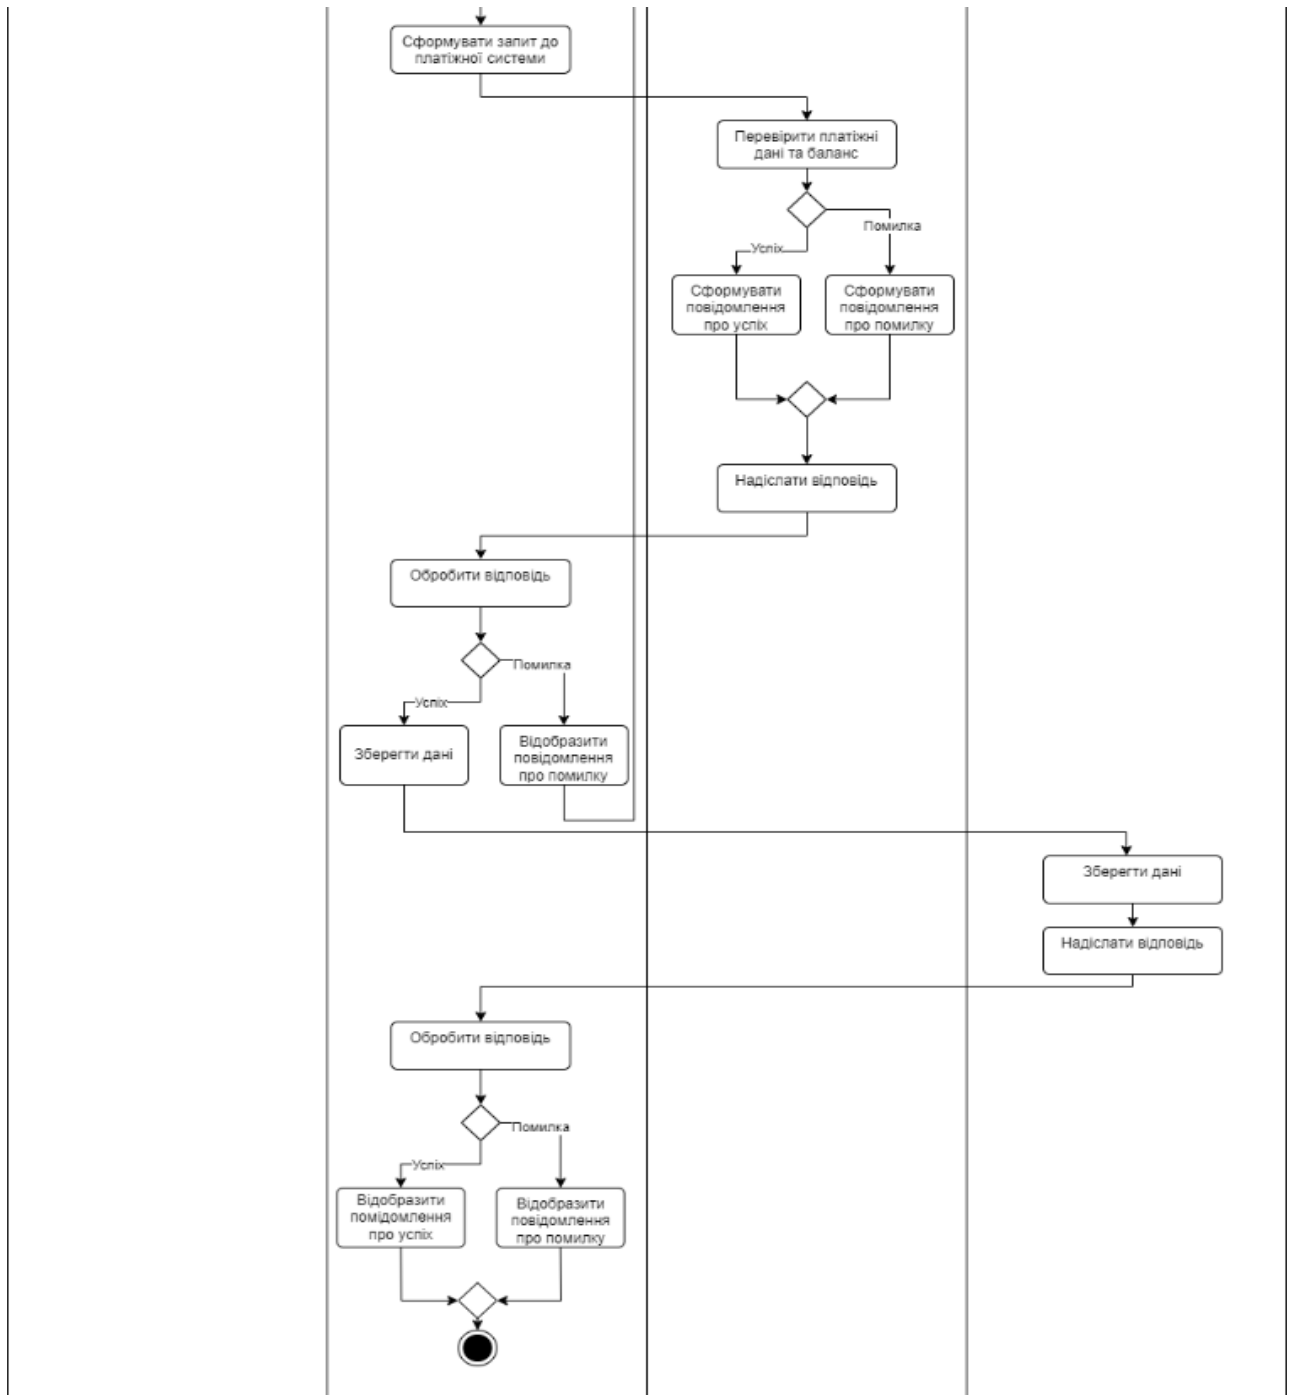 Сформувати запит до
платіжної системи
Перевірити платіжні
дані та баланс
Помилка
Успіх
Сформувати
повідомлення
про успіх
Сформувати
повідомлення
про помилку
Надіслати відповідь
Обробити відповідь
Помилка
Успіх
Зберегти дані
Відобразити
повідомлення
про помилку
Зберегти дані
Надіслати відповідь
Обробити відповідь
Помилка
Успіх
Відобразити
помідомлення
про успіх
Відобразити
повідомлення
про помилку